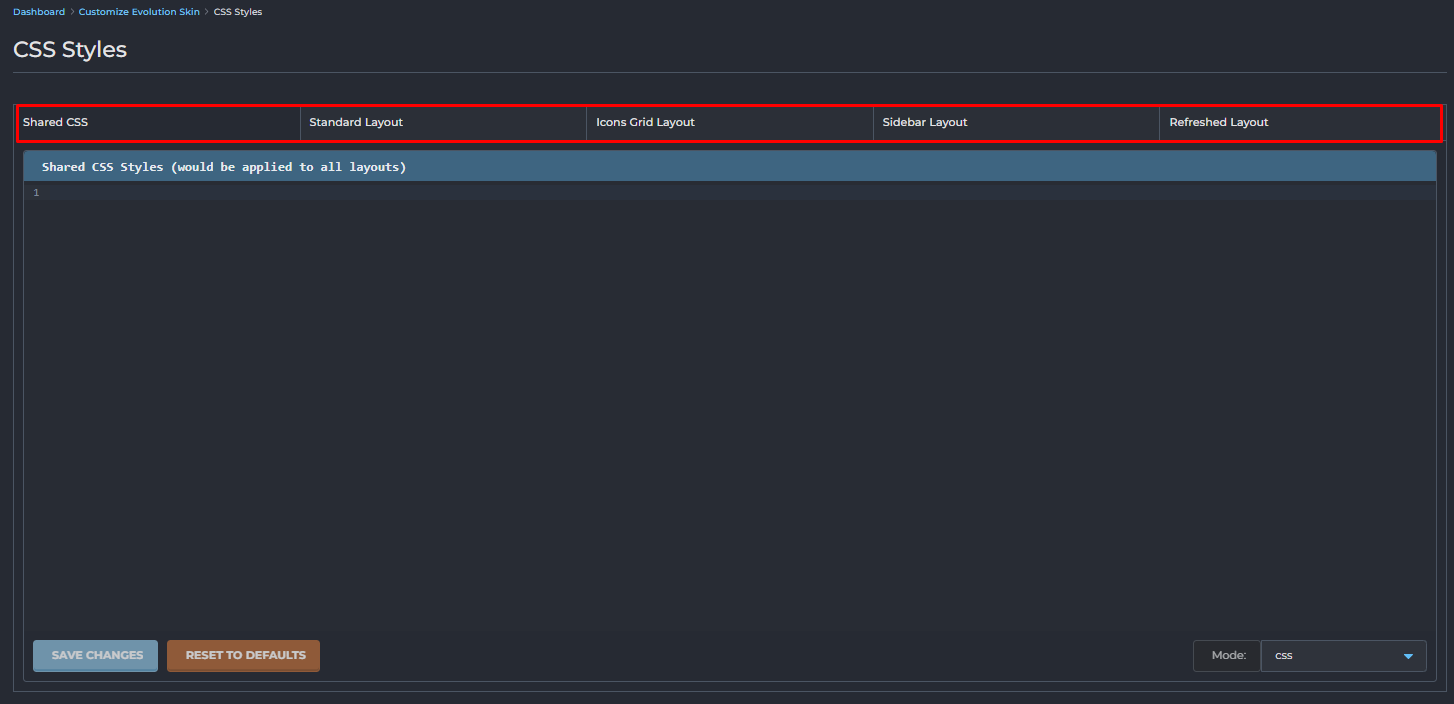 Dashboard > Customize Evolution Skin > CSS Styles
CSS Styles
Shared CSS Standard Layout Icons Grid Layout Sidebar Layout Refreshed Layout
Shared CSS Styles (would be applied to all layouts)
1
SAVE CHANGES RESET TO DEFAULTS Mode: css